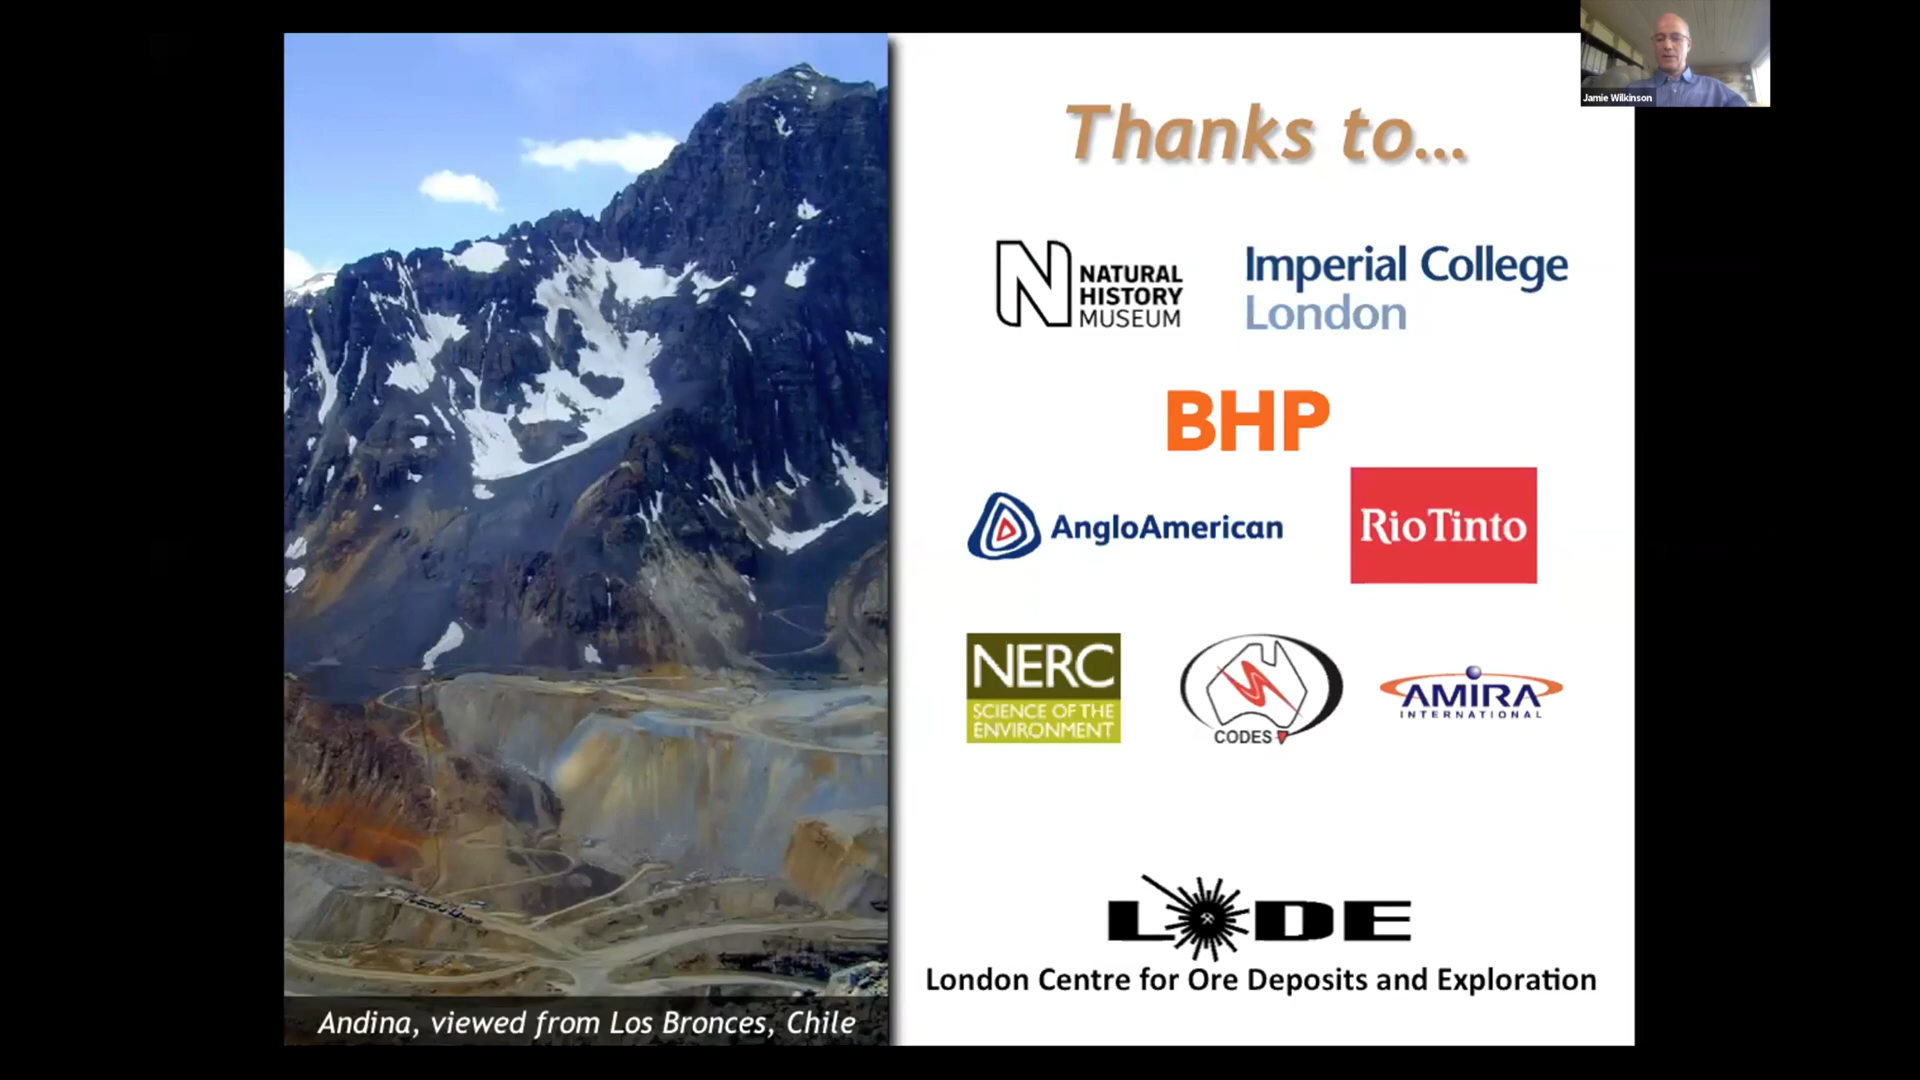 Jamie Wilkinson
Thanks to...
N NATURAL
HISTORY
MUSEUM
Imperial College
London
BHP
AngloAmerican
RioTinto
NERC
SCIENCE OF THE
ENVIRONMENT
CODES
AMIRA
INTERNATIONAL
LODE
London Centre for Ore Deposits and Exploration
Andina, viewed from Los Bronces, Chile